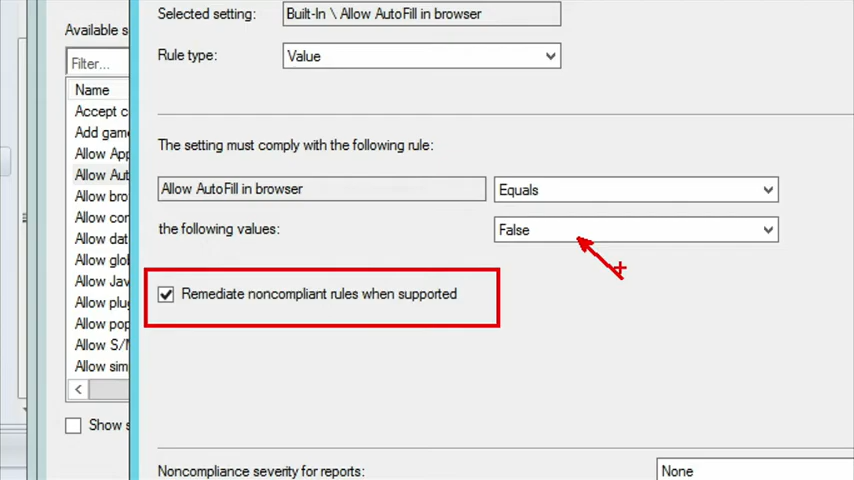 Selected setting: Built-In \ Allow AutoFill in browser
Available s
Rule type: Value
Filter...
Name
Accept c
Add game
The setting must comply with the following rule:
Allow App
Allow Aut
Allow AutoFill in browser Equals
Allow bro
Allow con
the following values: False
Allow dat
Allow glob
Allow Java
Remediate noncompliant rules when supported
Allow plug
Allow pop
Allow S/M
Allow sim
Show s
Noncompliance severity for reports: None